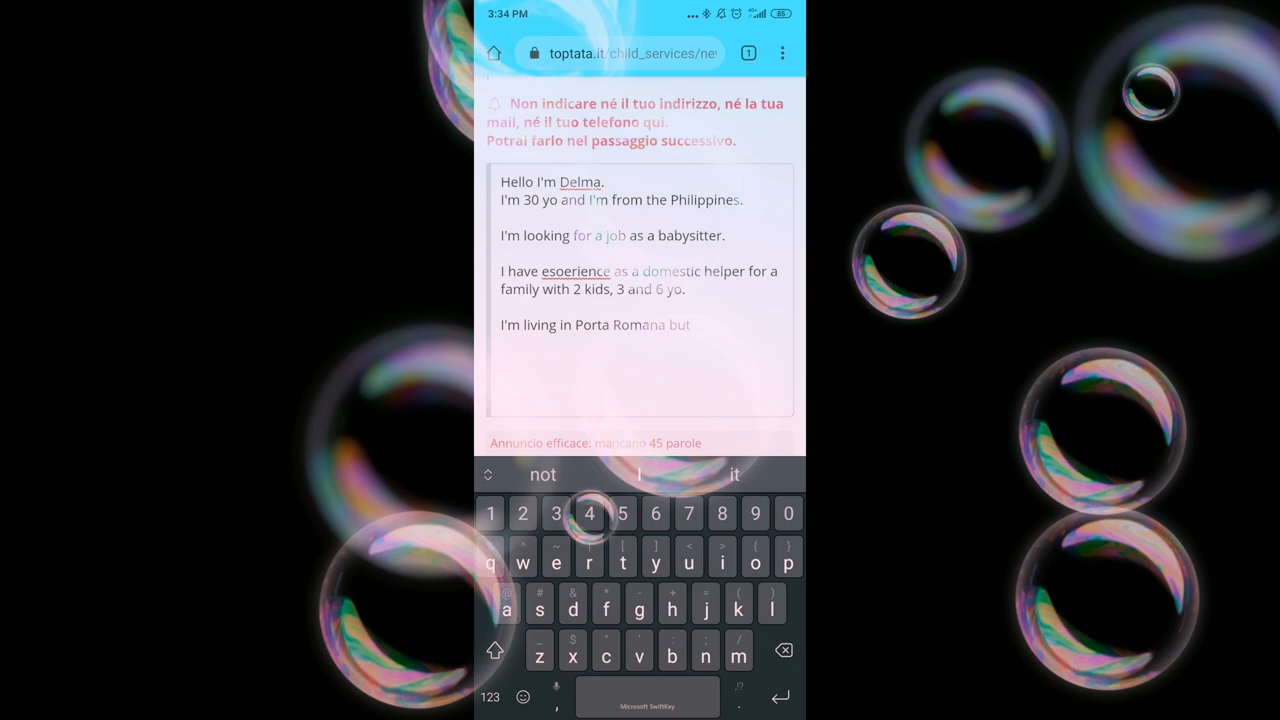 3:34 PM
4G+
85
toptata.it/child_services/ne
1
Non indicare né il tuo indirizzo, né la tua
mail, né il tuo telefono qui.
Potrai farlo nel passaggio successivo.
Hello I'm Delma.
I'm 30 yo and I'm from the Philippines.
I'm looking for a job as a babysitter.
I have esoerience as a domestic helper for a
family with 2 kids, 3 and 6 yo.
I'm living in Porta Romana but
Annuncio efficace: mancano 45 parole
not I it
1 2 3 4 5 6 7 8 9 0
^ ~ | [ ] < > { }
q w e r t y u i o p
@ # & * - + = ( )
a s d f g h j k l
_ $ " ' : ; /
z x c v b n m
123 , Microsoft SwiftKey . ,!?